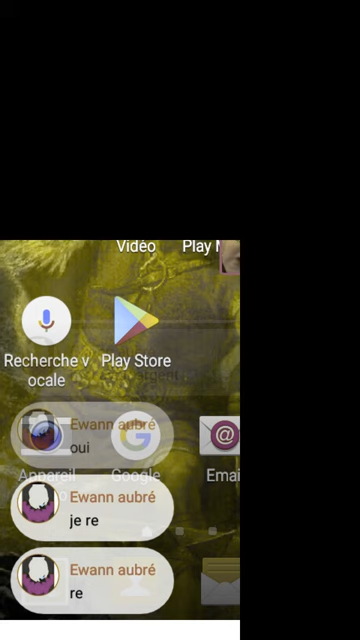 Vidéo
Play M
Recherche v
ocale
Play Store
Ewann aubré
oui
Appareil
Google
Emai
Ewann aubré
je re
Ewann aubré
re